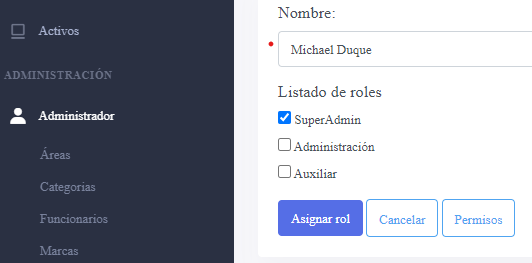 Activos
ADMINISTRACIÓN
Administrador
Áreas
Categorías
Funcionarios
Marcas
Nombre:
Michael Duque
Listado de roles
SuperAdmin
Administración
Auxiliar
Asignar rol
Cancelar
Permisos